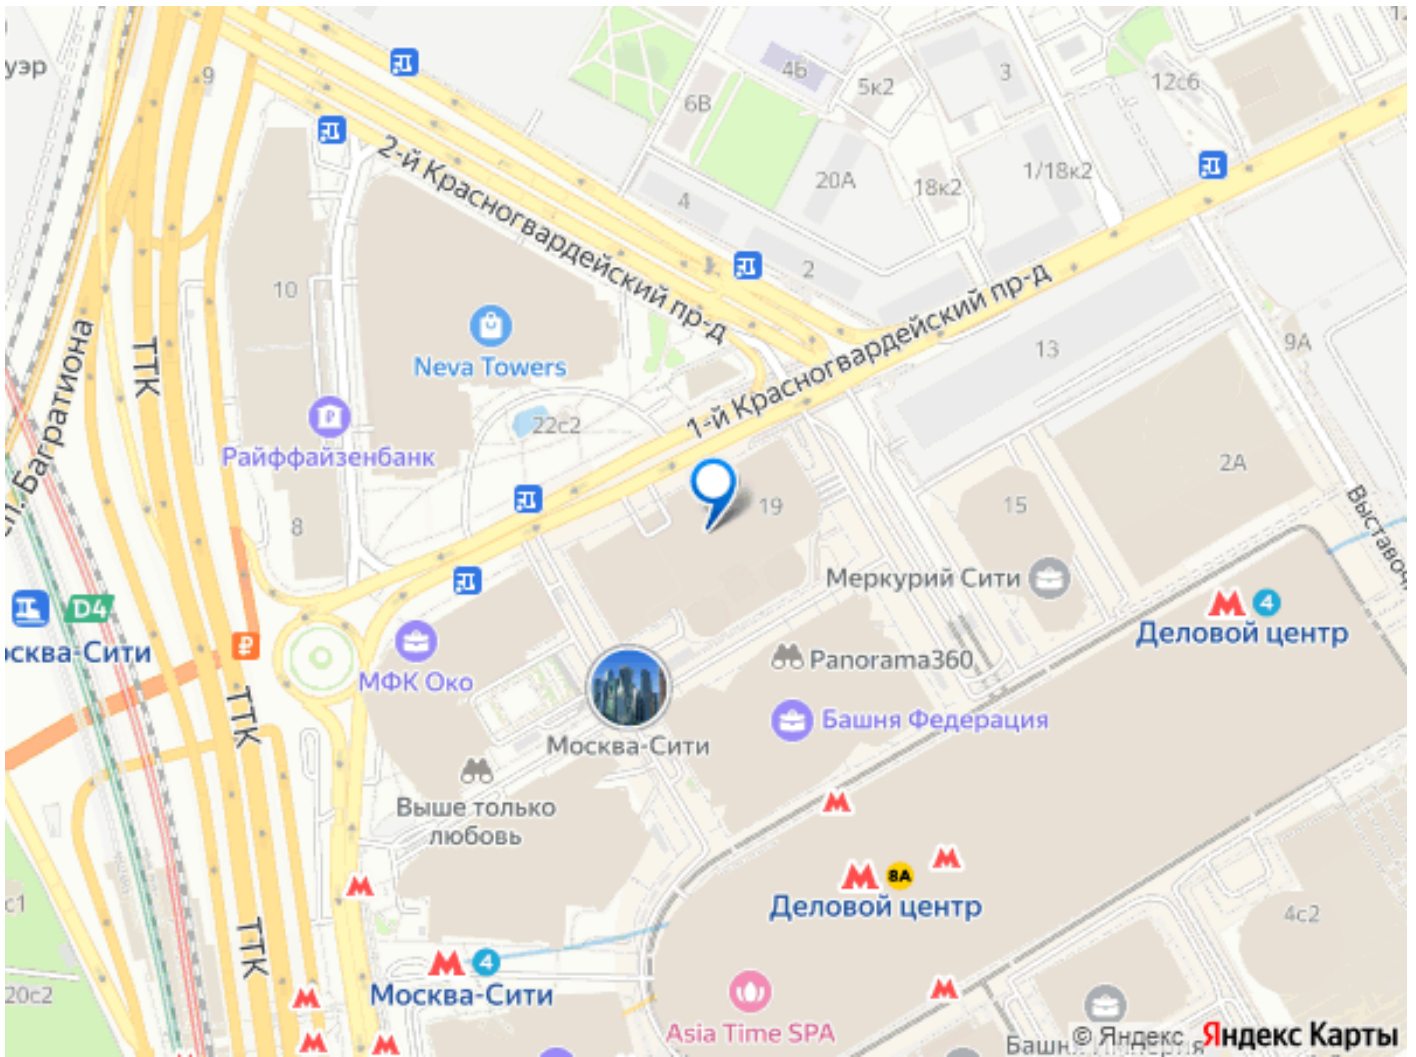 уэр
9
4Б
3
12с6
5к2
6В
2-й Красногвардейский пр-д
20А
18к2
1/18к2
4
2
10
1-й Красногвардейский пр-д
ТТК
Багратиона
Neva Towers
13
9А
22с2
Райффайзенбанк
2А
19
15
8
Меркурий Сити
4
D4
Деловой центр
сква-Сити
МФК Око
Panorama360
ТТК
Башня Федерация
Москва-Сити
Выше только
любовь
8А
Деловой центр
с1
4с2
ТТК
4
Москва-Сити
20с2
Asia Time SPA
© Яндекс Яндекс Карты